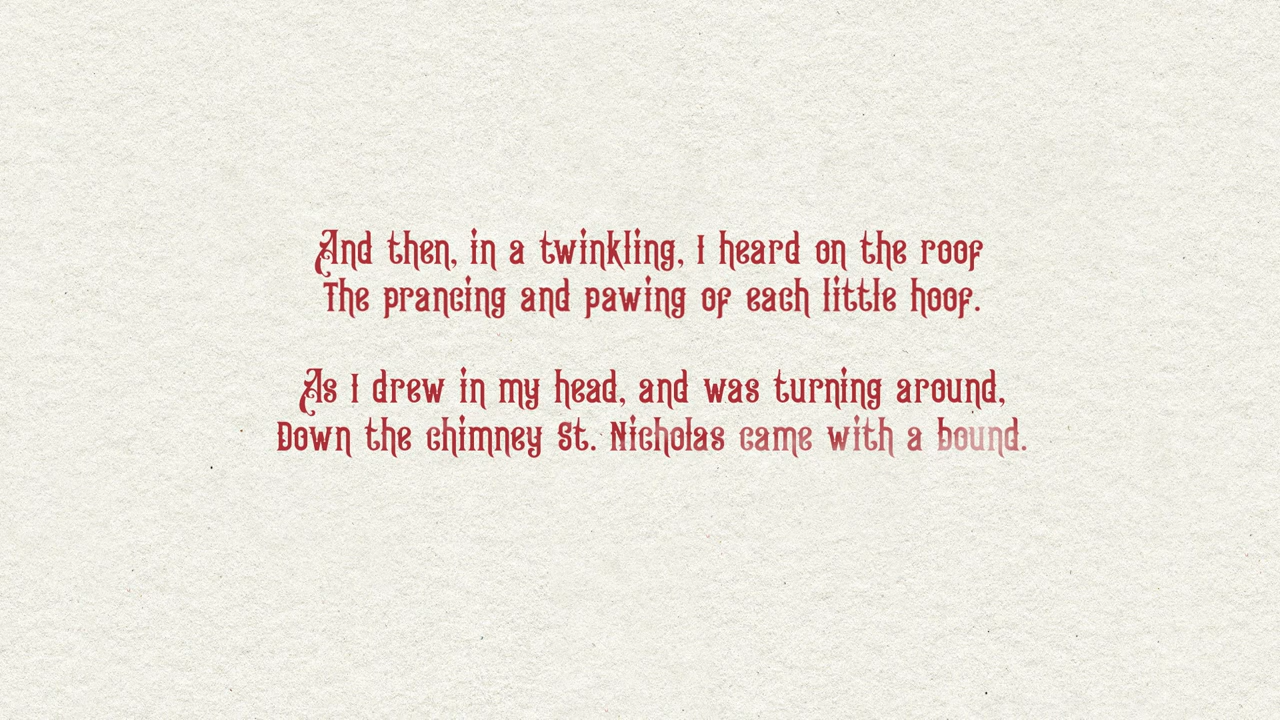 And then, in a twinkling, I heard on the roof
The prancing and pawing of each little hoof.
As I drew in my head, and was turning around,
Down the chimney St. Nicholas came with a bound.